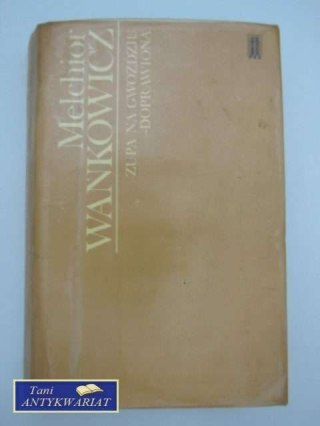 Melchior
WAŃKOWICZ
ZUPA NA GWOŹDZIU
-DOPRAWIONA
Tani
ANTYKWARIAT